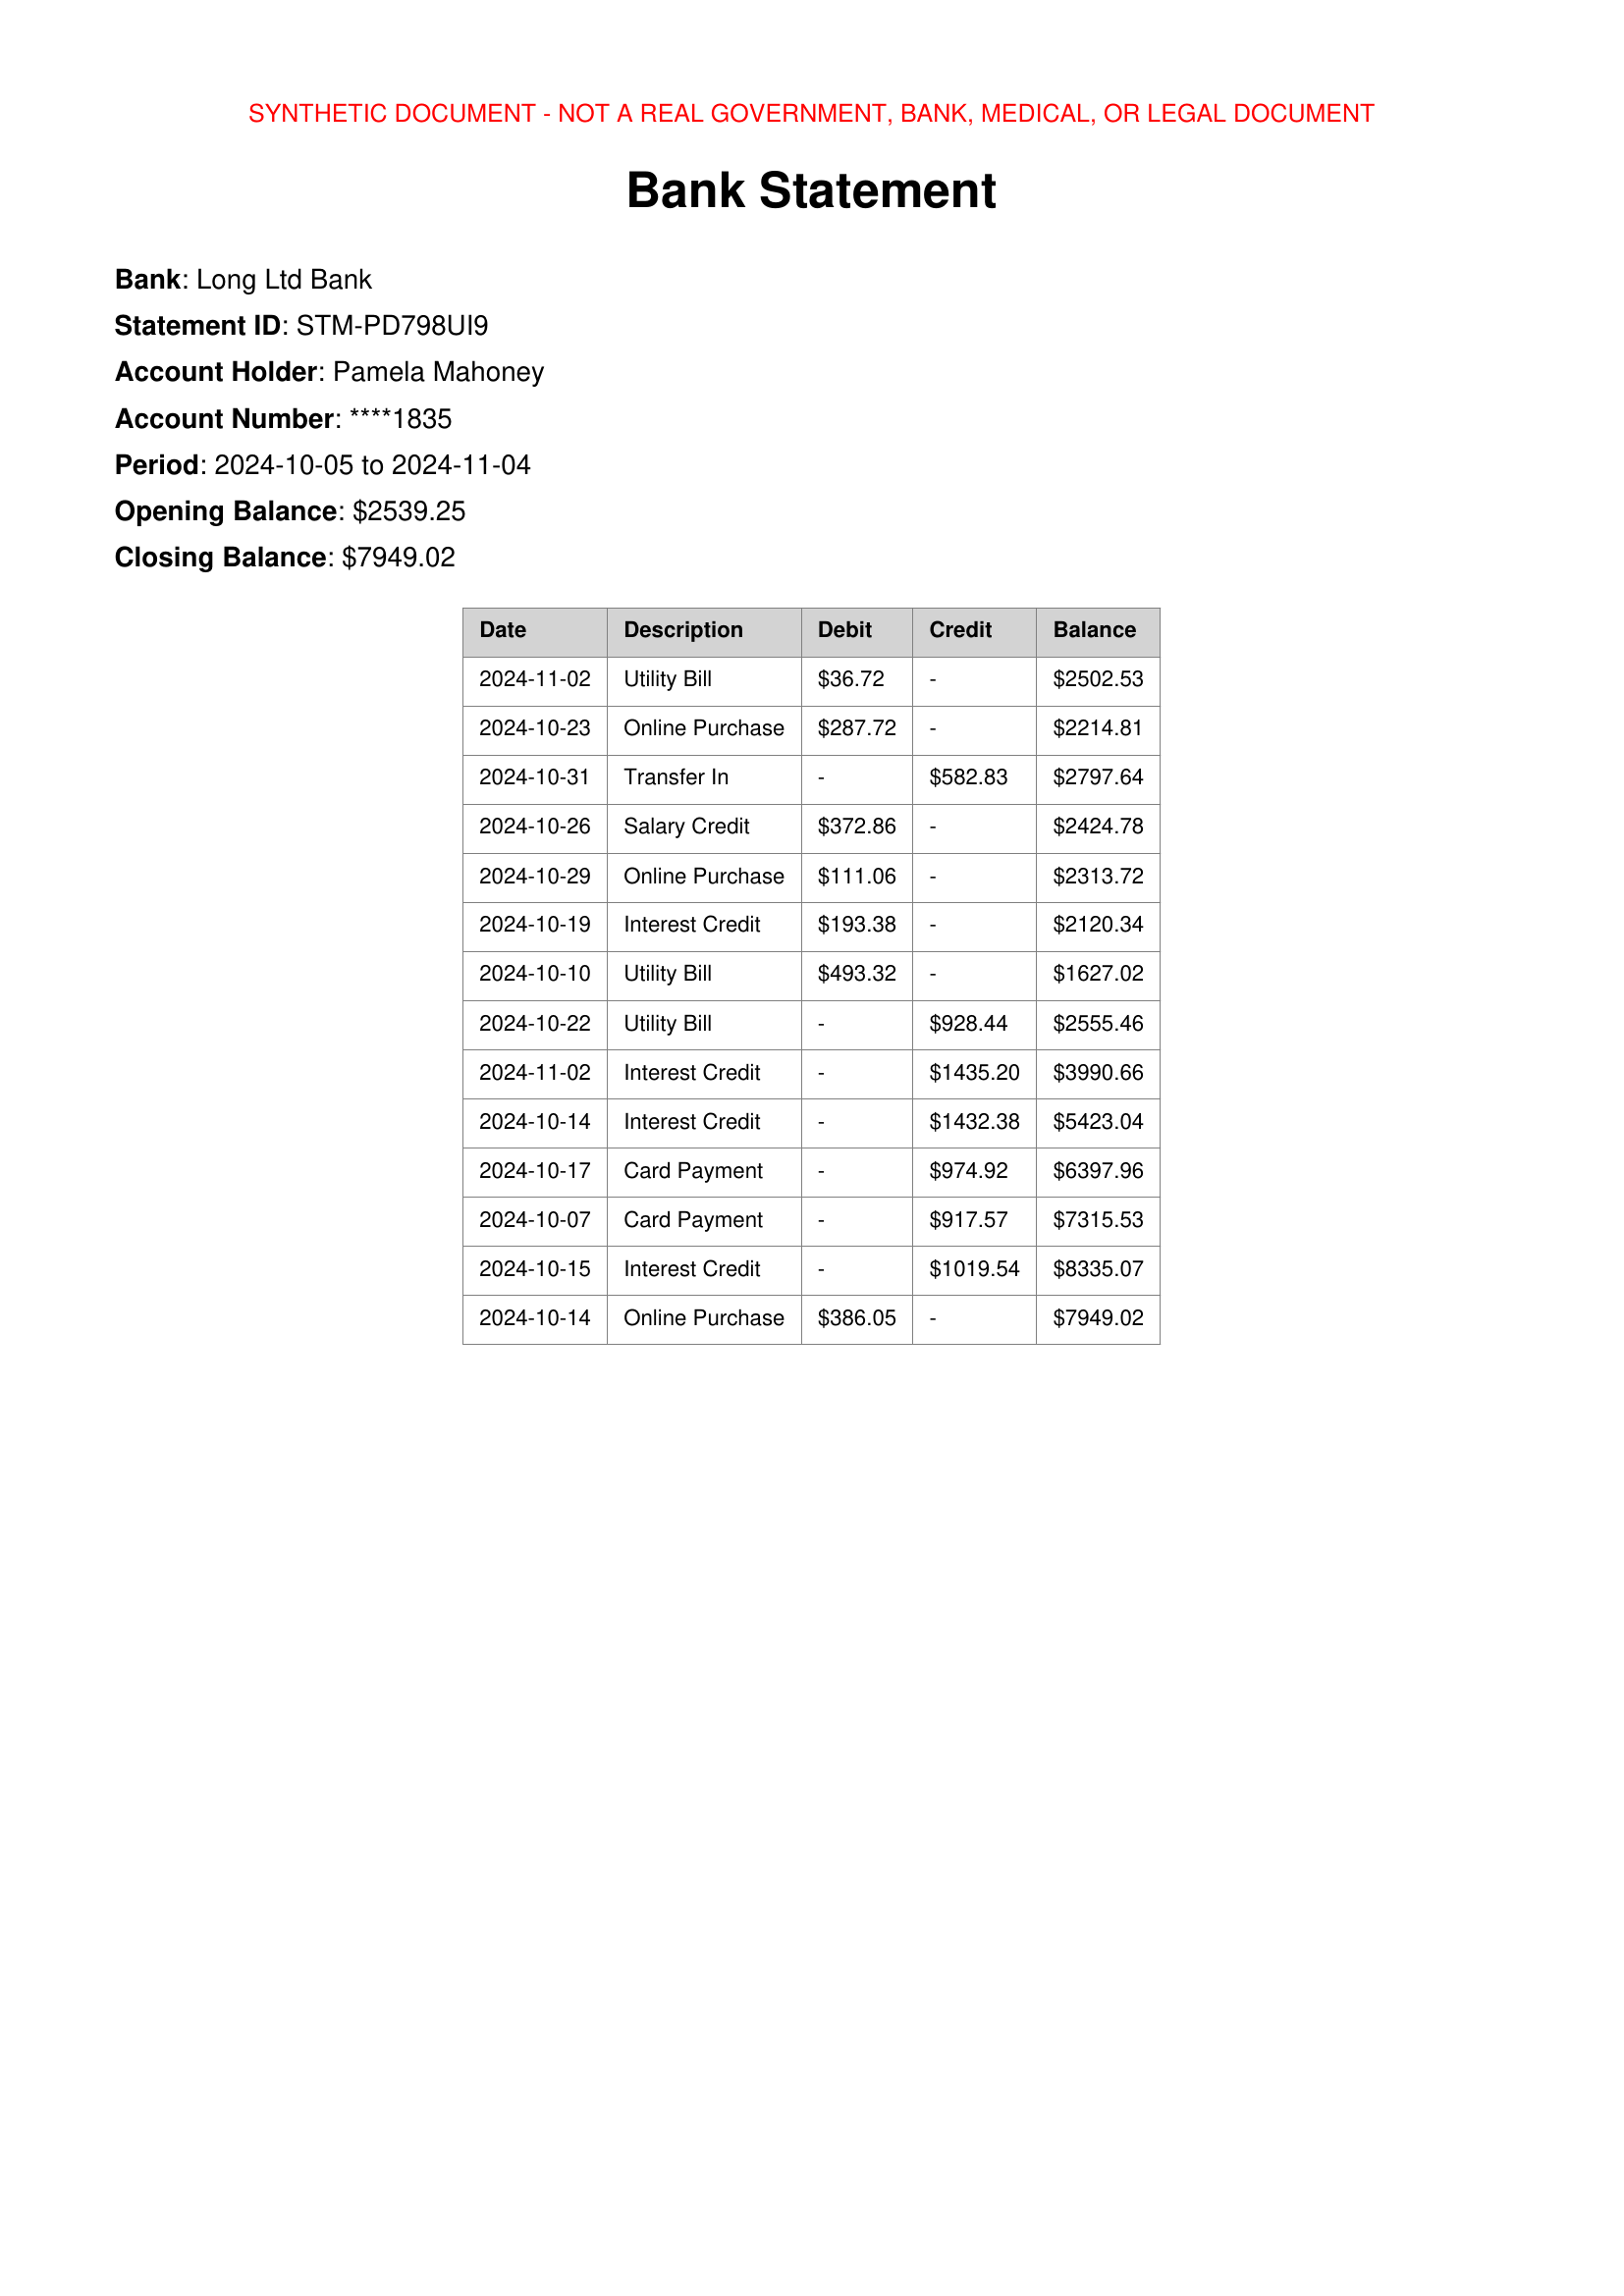 SYNTHETIC DOCUMENT - NOT A REAL GOVERNMENT, BANK, MEDICAL, OR LEGAL DOCUMENT
Bank Statement
Bank: Long Ltd Bank
Statement ID: STM-PD798UI9
Account Holder: Pamela Mahoney
Account Number: ****1835
Period: 2024-10-05 to 2024-11-04
Opening Balance: $2539.25
Closing Balance: $7949.02
Date Description Debit Credit Balance
2024-11-02 Utility Bill $36.72 - $2502.53
2024-10-23 Online Purchase $287.72 - $2214.81
2024-10-31 Transfer In - $582.83 $2797.64
2024-10-26 Salary Credit $372.86 - $2424.78
2024-10-29 Online Purchase $111.06 - $2313.72
2024-10-19 Interest Credit $193.38 - $2120.34
2024-10-10 Utility Bill $493.32 - $1627.02
2024-10-22 Utility Bill - $928.44 $2555.46
2024-11-02 Interest Credit - $1435.20 $3990.66
2024-10-14 Interest Credit - $1432.38 $5423.04
2024-10-17 Card Payment - $974.92 $6397.96
2024-10-07 Card Payment - $917.57 $7315.53
2024-10-15 Interest Credit - $1019.54 $8335.07
2024-10-14 Online Purchase $386.05 - $7949.02